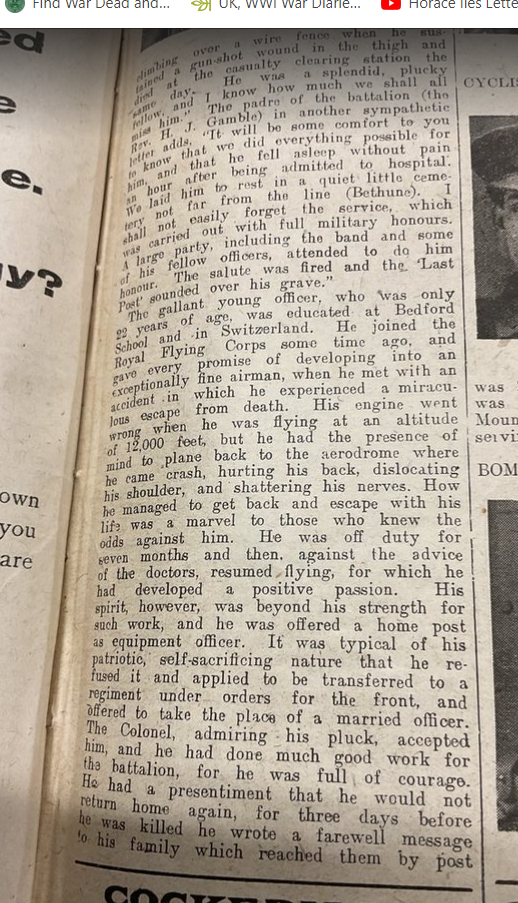 Find War Dead and...
UK, WWI War Diarie...
Horace Iles Lette
ed
e
e.
ay?
own
you
are
climbing over a wire fence when he sus-
tained a gun-shot wound in the thigh and
died at the casualty clearing station the
same day. He was a splendid, plucky
fellow, and I know how much we shall all
miss him." The padre of the battalion (the
Rev. H. J. Gamble) in another sympathetic
letter adds, "It will be some comfort to you
to know that we did everything possible for
him, and that he fell asleep without pain
an hour after being admitted to hospital.
We laid him to rest in a quiet little ceme-
tery not far from the line (Bethune). I
shall not easily forget the service, which
was carried out with full military honours.
A large party, including the band and some
of his fellow officers, attended to do him
honour. The salute was fired and the 'Last
Post' sounded over his grave."
The gallant young officer, who was only
22 years of age, was educated at Bedford
School and in Switzerland. He joined the
Royal Flying Corps some time ago, and
gave every promise of developing into an
exceptionally fine airman, when he met with an
accident in which he experienced a miracu-
lous escape from death. His engine went
wrong when he was flying at an altitude
of 12,000 feet, but he had the presence of
mind to plane back to the aerodrome where
he came crash, hurting his back, dislocating
his shoulder, and shattering his nerves. How
he managed to get back and escape with his
life was a marvel to those who knew the
odds against him. He was off duty for
seven months and then, against the advice
of the doctors, resumed flying, for which he
had developed a positive passion. His
spirit, however, was beyond his strength for
such work, and he was offered a home post
as equipment officer. It was typical of his
patriotic, self-sacrificing nature that he re-
fused it and applied to be transferred to a
regiment under orders for the front, and
offered to take the place of a married officer.
The Colonel, admiring his pluck, accepted
him, and he had done much good work for
the battalion, for he was full of courage.
He had a presentiment that he would not
return home again, for three days before
he was killed he wrote a farewell message
to his family which reached them by post
CYCLI
was
was
Moun
servi
BOM